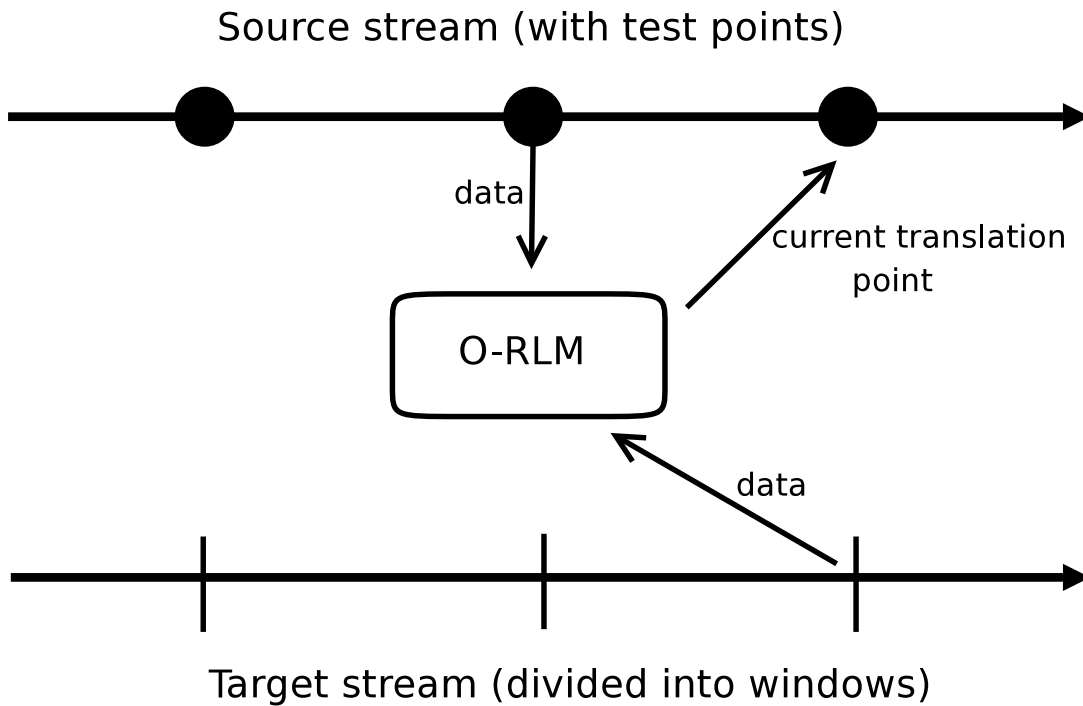 Source stream (with test points)
data
current translation
point
O-RLM
data
Target stream (divided into windows)